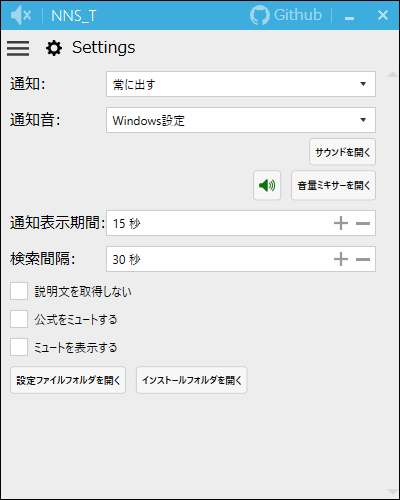 NNS_T Github
Settings
通知: 常に出す
通知音: Windows設定
サウンドを開く
音量ミキサーを開く
通知表示期間: 15 秒
検索間隔: 30 秒
説明文を取得しない
公式をミュートする
ミュートを表示する
設定ファイルフォルダを開く インストールフォルダを開く